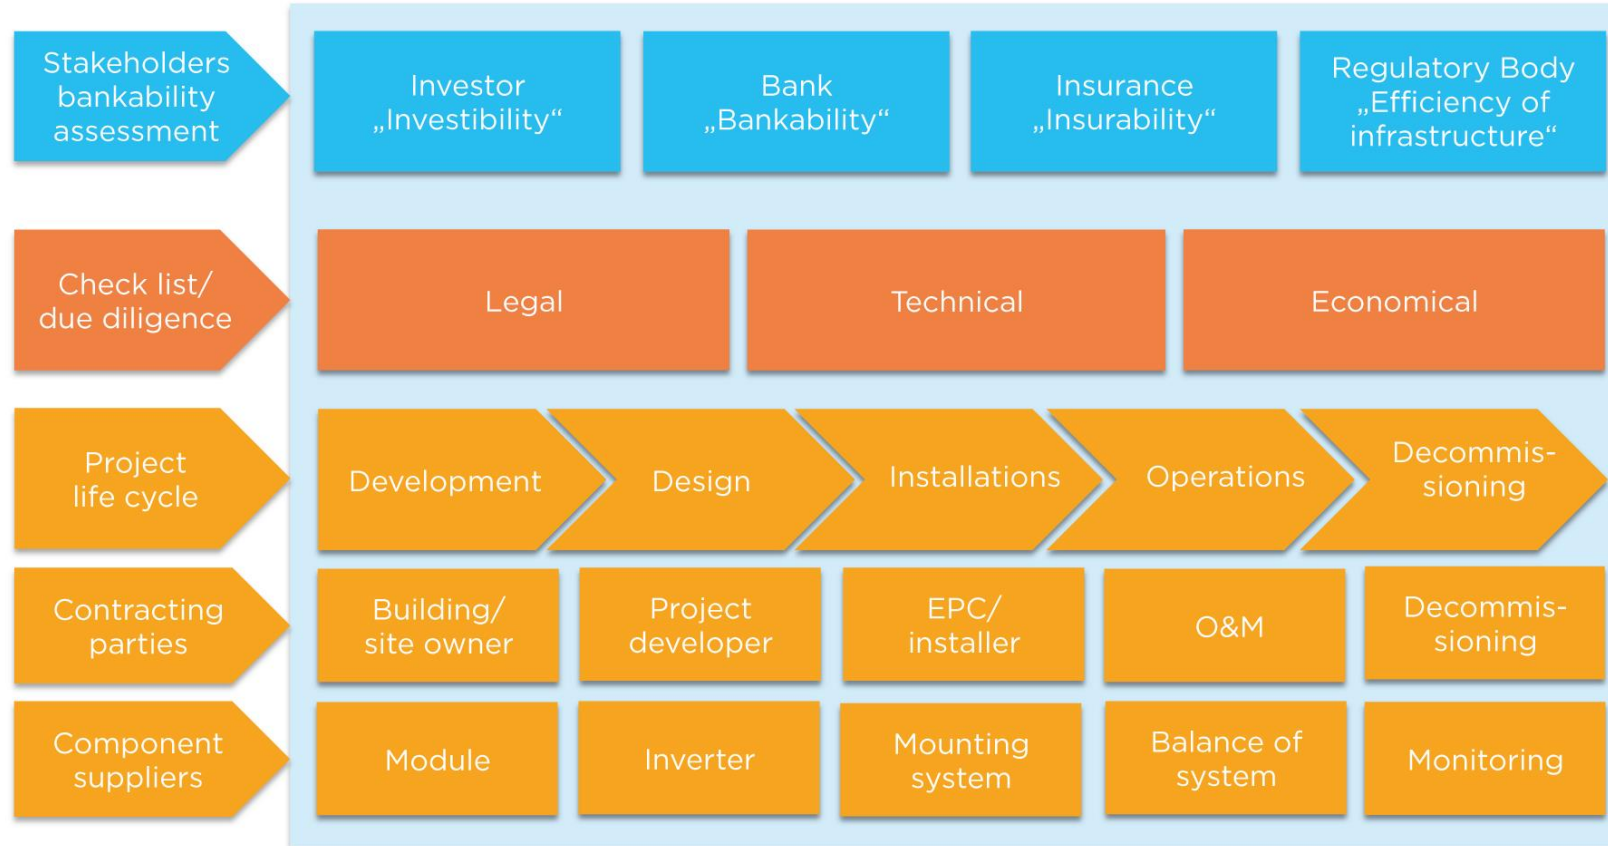 Stakeholders
bankability
assessment
Investor
„Investibility“
Bank
„Bankability“
Insurance
„Insurability“
Regulatory Body
„Efficiency of
infrastructure“
Check list/
due diligence
Legal
Technical
Economical
Project
life cycle
Development
Design
Installations
Operations
Decommis-
sioning
Contracting
parties
Building/
site owner
Project
developer
EPC/
installer
O&M
Decommis-
sioning
Component
suppliers
Module
Inverter
Mounting
system
Balance of
system
Monitoring